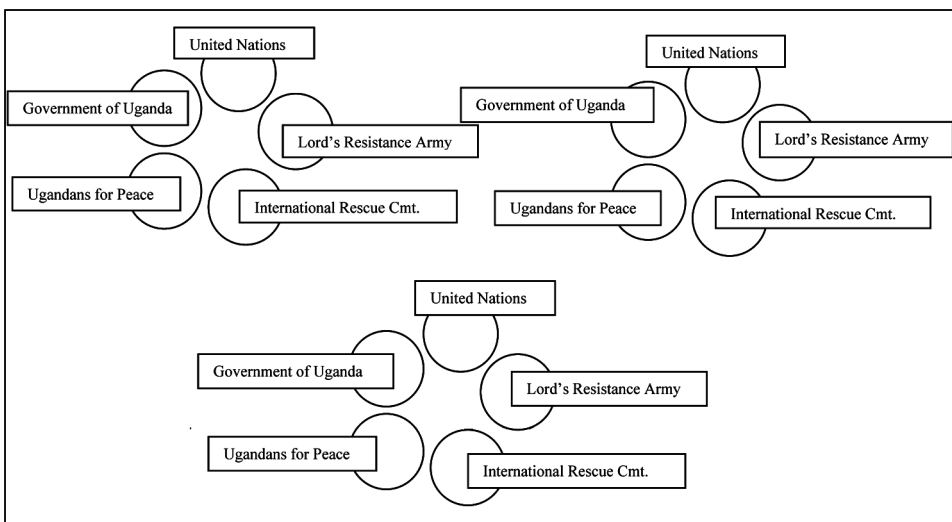 United Nations
Government of Uganda
Lord's Resistance Army
Ugandans for Peace
International Rescue Cmt.
United Nations
Government of Uganda
Lord's Resistance Army
Ugandans for Peace
International Rescue Cmt.
United Nations
Government of Uganda
Lord's Resistance Army
Ugandans for Peace
International Rescue Cmt.